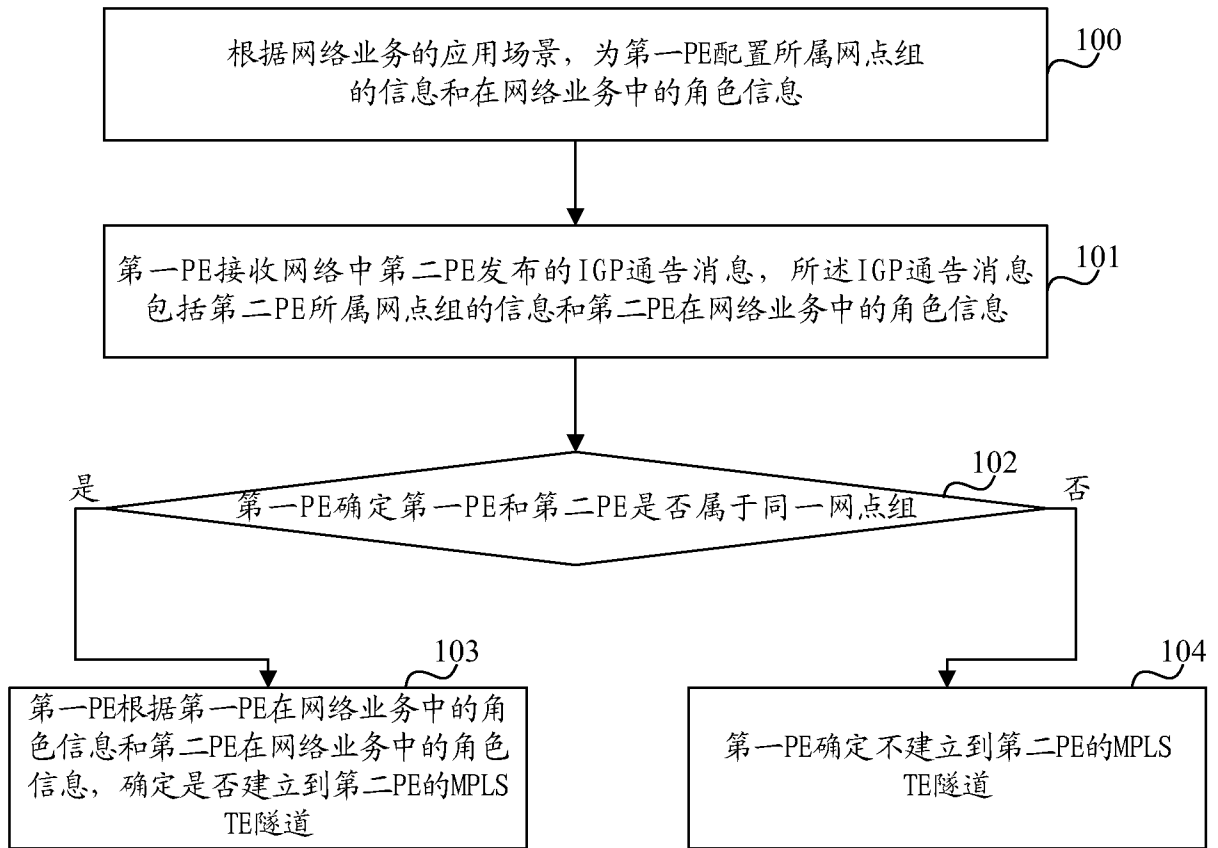 根据网络业务的应用场景，为第一PE配置所属网点组
的信息和在网络业务中的角色信息
100
第一PE接收网络中第二PE发布的IGP通告消息，所述IGP通告消息
包括第二PE所属网点组的信息和第二PE在网络业务中的角色信息
101
102
是
第一PE确定第一PE和第二PE是否属于同一网点组
否
103
第一PE根据第一PE在网络业务中的角
色信息和第二PE在网络业务中的角色
信息，确定是否建立到第二PE的MPLS
TE隧道
104
第一PE确定不建立到第二PE的MPLS
TE隧道